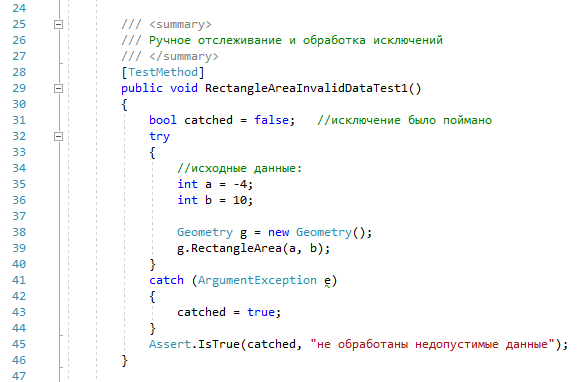 24
25 /// <summary>
26 /// Ручное отслеживание и обработка исключений
27 /// </summary>
28 [TestMethod]
29 public void RectangleAreaInvalidDataTest1()
30 {
31 bool catched = false; //исключение было поймано
32 try
33 {
34 //исходные данные:
35 int a = -4;
36 int b = 10;
37
38 Geometry g = new Geometry();
39 g.RectangleArea(a, b);
40 }
41 catch (ArgumentException e)
42 {
43 catched = true;
44 }
45 Assert.IsTrue(catched, "не обработаны недопустимые данные");
46 }
47